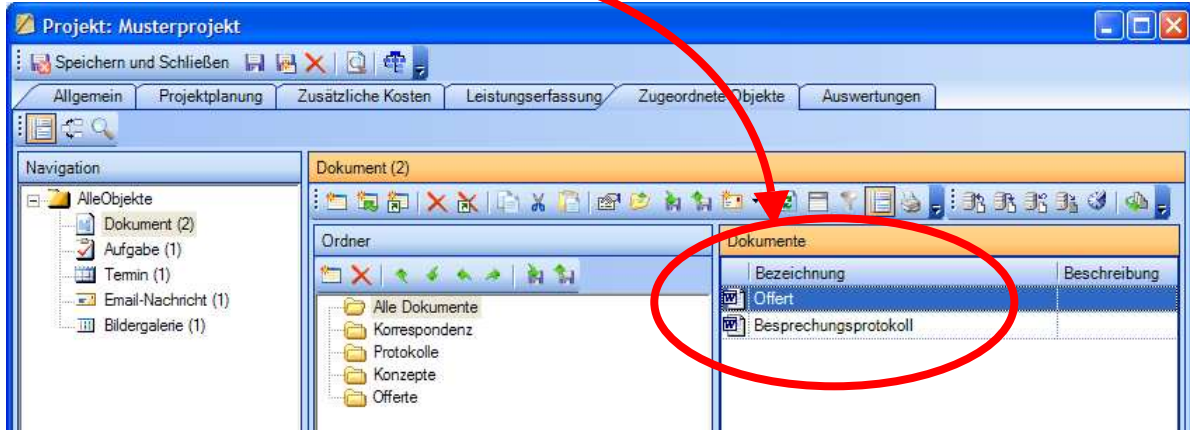 Projekt: Musterprojekt
Speichern und Schließen
Allgemein Projektplanung Zusätzliche Kosten Leistungserfassung Zugeordnete Objekte Auswertungen
Navigation
AlleObjekte
Dokument (2)
Aufgabe (1)
Termin (1)
Email-Nachricht (1)
Bildergalerie (1)
Dokument (2)
Ordner
Alle Dokumente
Korrespondenz
Protokolle
Konzepte
Offerte
Dokumente
Bezeichnung Beschreibung
Offert
Besprechungsprotokoll